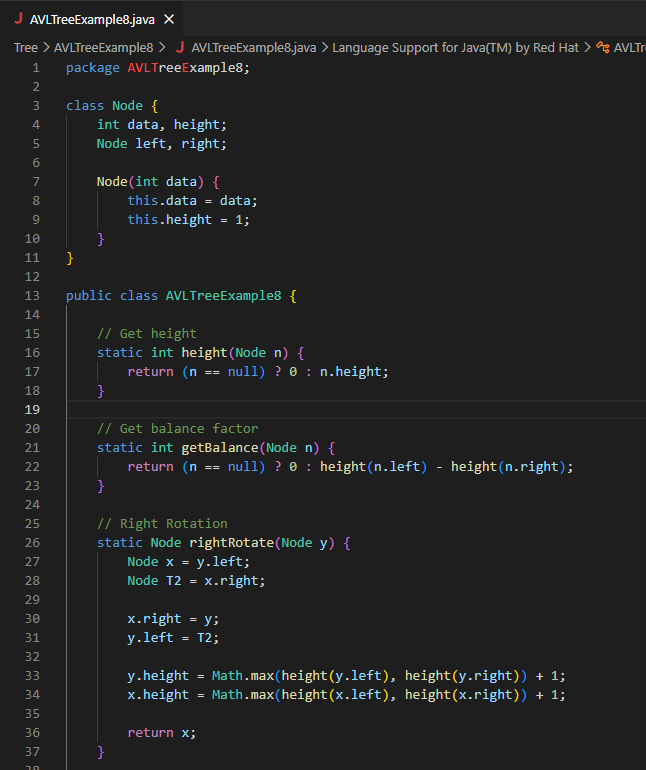 J AVLTreeExample8.java ×
Tree > AVLTreeExample8 > J AVLTreeExample8.java > Language Support for Java(TM) by Red Hat > AVLTr
1 package AVLTreeExample8;
2
3 class Node {
4     int data, height;
5     Node left, right;
6
7     Node(int data) {
8         this.data = data;
9         this.height = 1;
10     }
11 }
12
13 public class AVLTreeExample8 {
14
15     // Get height
16     static int height(Node n) {
17         return (n == null) ? 0 : n.height;
18     }
19
20     // Get balance factor
21     static int getBalance(Node n) {
22         return (n == null) ? 0 : height(n.left) - height(n.right);
23     }
24
25     // Right Rotation
26     static Node rightRotate(Node y) {
27         Node x = y.left;
28         Node T2 = x.right;
29
30         x.right = y;
31         y.left = T2;
32
33         y.height = Math.max(height(y.left), height(y.right)) + 1;
34         x.height = Math.max(height(x.left), height(x.right)) + 1;
35
36         return x;
37     }